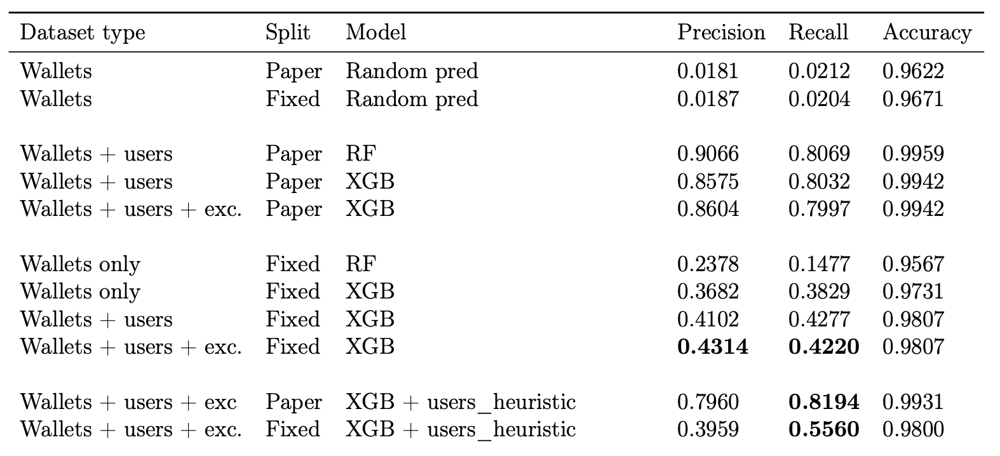 Dataset type Split Model Precision Recall Accuracy
Wallets Paper Random pred 0.0181 0.0212 0.9622
Wallets Fixed Random pred 0.0187 0.0204 0.9671
Wallets + users Paper RF 0.9066 0.8069 0.9959
Wallets + users Paper XGB 0.8575 0.8032 0.9942
Wallets + users + exc. Paper XGB 0.8604 0.7997 0.9942
Wallets only Fixed RF 0.2378 0.1477 0.9567
Wallets only Fixed XGB 0.3682 0.3829 0.9731
Wallets + users Fixed XGB 0.4102 0.4277 0.9807
Wallets + users + exc. Fixed XGB 0.4314 0.4220 0.9807
Wallets + users + exc Paper XGB + users_heuristic 0.7960 0.8194 0.9931
Wallets + users + exc. Fixed XGB + users_heuristic 0.3959 0.5560 0.9800